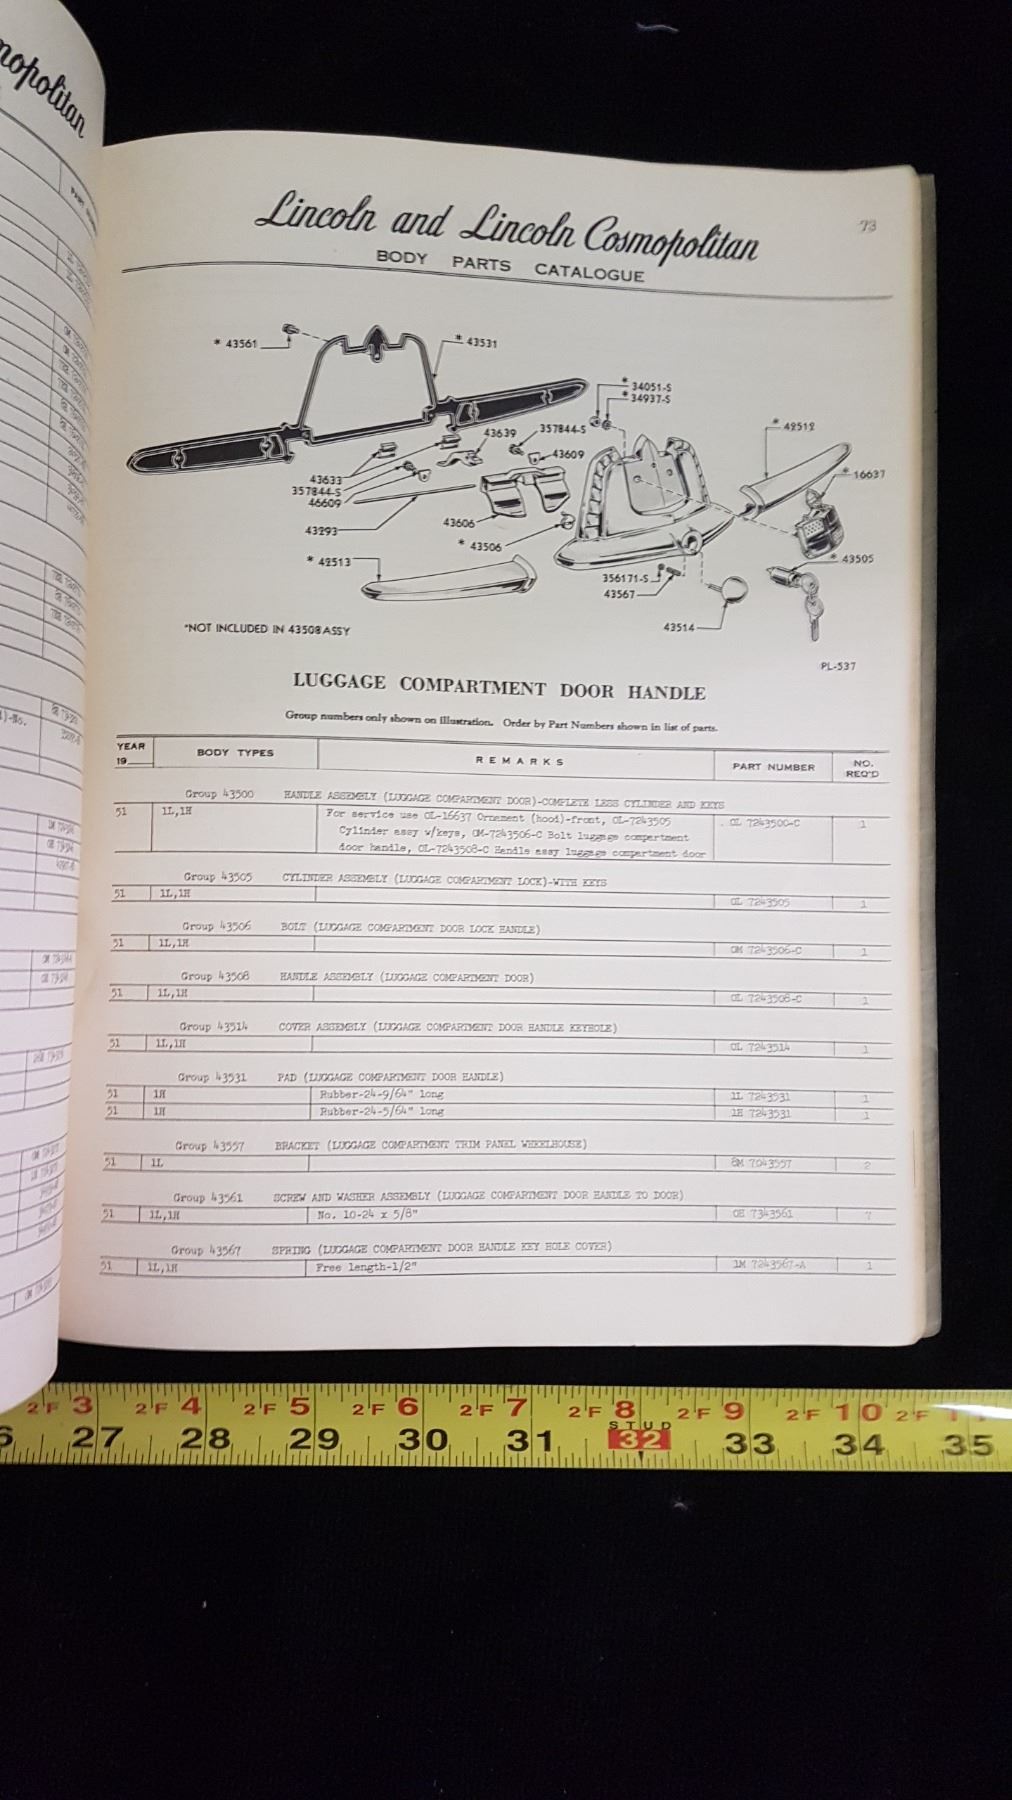 mopolitan
Lincoln and Lincoln Cosmopolitan
73
BODY PARTS CATALOGUE
* 43561
* 43531
* 34051-S
* 34937-S
* 42512
43639
357844-S
43609
* 16637
43633
357844-S
46609
43293
43606
* 43506
* 43505
* 42513
356171-S
43567
43514
*NOT INCLUDED IN 43508 ASSY
PL-537
LUGGAGE COMPARTMENT DOOR HANDLE
Group numbers only shown on illustration. Order by Part Numbers shown in list of parts.
YEAR 19__ BODY TYPES REMARKS PART NUMBER NO. REQ'D
Group 43500 HANDLE ASSEMBLY (LUGGAGE COMPARTMENT DOOR)-COMPLETE LESS CYLINDER AND KEYS
51 1L,1H For service use OL-16637 Ornament (hood)-front, OL-7243505 OL 7243500-C 1
Cylinder assy w/keys, OM-7243506-C Bolt luggage compartment
door handle, OL-7243508-C Handle assy luggage compartment door
Group 43505 CYLINDER ASSEMBLY (LUGGAGE COMPARTMENT LOCK)-WITH KEYS
51 1L,1H OL 7243505 1
Group 43506 BOLT (LUGGAGE COMPARTMENT DOOR LOCK HANDLE)
51 1L,1H OM 7243506-C 1
Group 43508 HANDLE ASSEMBLY (LUGGAGE COMPARTMENT DOOR)
51 1L,1H OL 7243508-C 1
Group 43514 COVER ASSEMBLY (LUGGAGE COMPARTMENT DOOR HANDLE KEYHOLE)
51 1L,1H OL 7243514 1
Group 43531 PAD (LUGGAGE COMPARTMENT DOOR HANDLE)
51 1H Rubber-24-9/64" long 1L 7243531 1
51 1H Rubber-24-5/64" long 1H 7243531 1
Group 43557 BRACKET (LUGGAGE COMPARTMENT TRIM PANEL WHEELHOUSE)
51 1L 8M 7043557 2
Group 43561 SCREW AND WASHER ASSEMBLY (LUGGAGE COMPARTMENT DOOR HANDLE TO DOOR)
51 1L,1H No. 10-24 x 5/8" OH 7343561 7
Group 43567 SPRING (LUGGAGE COMPARTMENT DOOR HANDLE KEY HOLE COVER)
51 1L,1H Free length-1/2" 1M 7243567-A 1
2F 3 2F 4 2F 5 2F 6 2F 7 2F 8 2F 9 2F 10 2F 11
STUD
27 28 29 30 31 32 33 34 35